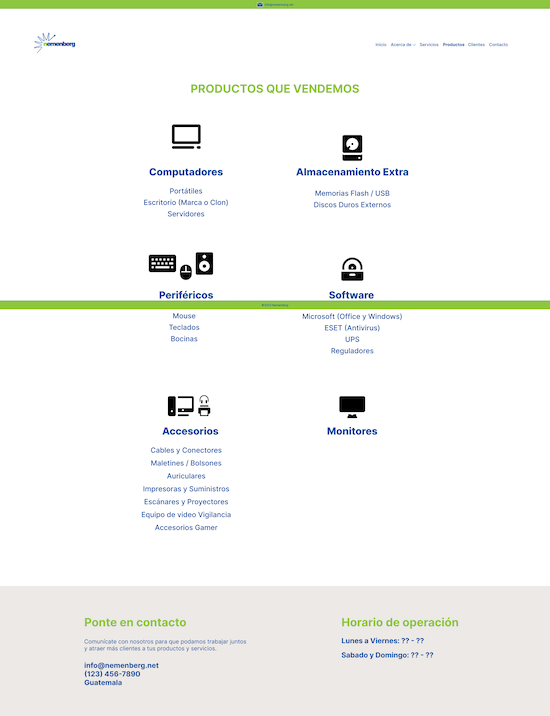 info@nemenberg.net
nemenberg
Inicio Acerca de Servicios Productos Clientes Contacto
PRODUCTOS QUE VENDEMOS
Computadores
Portátiles
Escritorio (Marca o Clon)
Servidores
Almacenamiento Extra
Memorias Flash / USB
Discos Duros Externos
Periféricos
Mouse
Teclados
Bocinas
Software
Microsoft (Office y Windows)
ESET (Antivirus)
UPS
Reguladores
Accesorios
Cables y Conectores
Maletines / Bolsones
Auriculares
Impresoras y Suministros
Escánares y Proyectores
Equipo de video Vigilancia
Accesorios Gamer
Monitores
Ponte en contacto
Comunícate con nosotros para que podamos trabajar juntos
y atraer más clientes a tus productos y servicios.
info@nemenberg.net
(123) 456-7890
Guatemala
Horario de operación
Lunes a Viernes: ?? - ??
Sabado y Domingo: ?? - ??